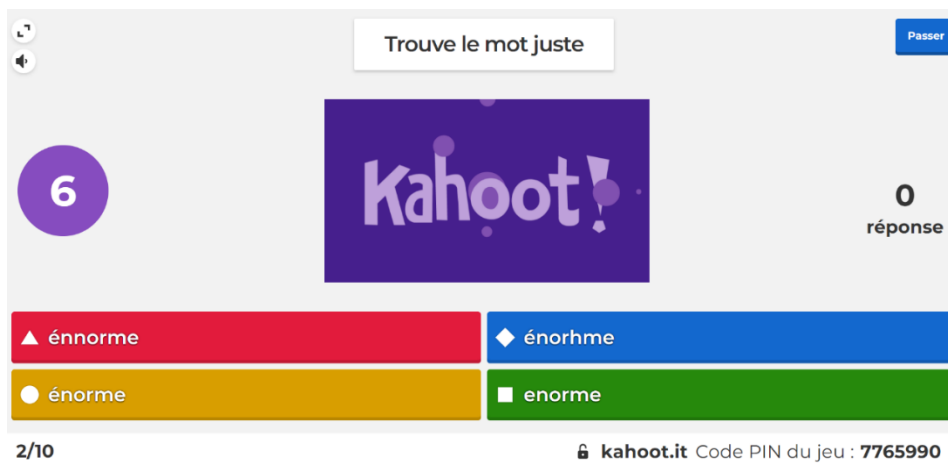 Trouve le mot juste
Passer
6
Kahoot!
0
réponse
énnorme
énorhme
énorme
enorme
2/10
kahoot.it Code PIN du jeu : 7765990